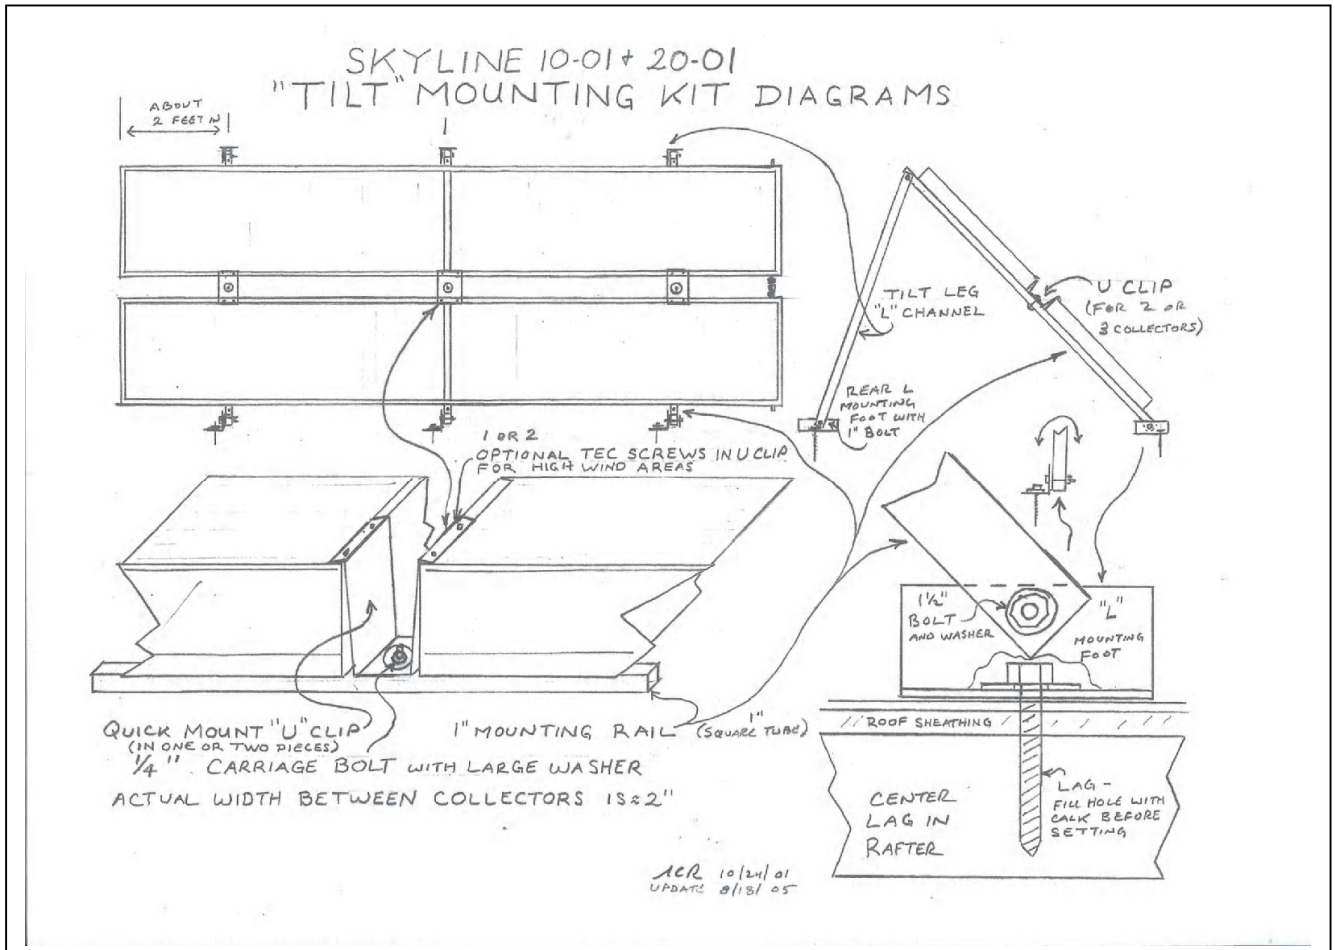 SKYLINE 10-01 + 20-01
"TILT" MOUNTING KIT DIAGRAMS
ABOUT
2 FEET IN
TILT LEG
"L" CHANNEL
U CLIP
(FOR 2 OR
3 COLLECTORS)
REAR L
MOUNTING
FOOT WITH
1" BOLT
1 OR 2
OPTIONAL TEC SCREWS IN U CLIP
FOR HIGH WIND AREAS
1 1/2"
BOLT
AND WASHER
"L"
MOUNTING
FOOT
QUICK MOUNT "U" CLIP
(IN ONE OR TWO PIECES)
1" MOUNTING RAIL
1"
(SQUARE TUBE)
ROOF SHEATHING
1/4" CARRIAGE BOLT WITH LARGE WASHER
ACTUAL WIDTH BETWEEN COLLECTORS IS ≈ 2"
CENTER
LAG IN
RAFTER
LAG -
FILL HOLE WITH
CALK BEFORE
SETTING
ACR 10/24/01
UPDATE 8/18/05